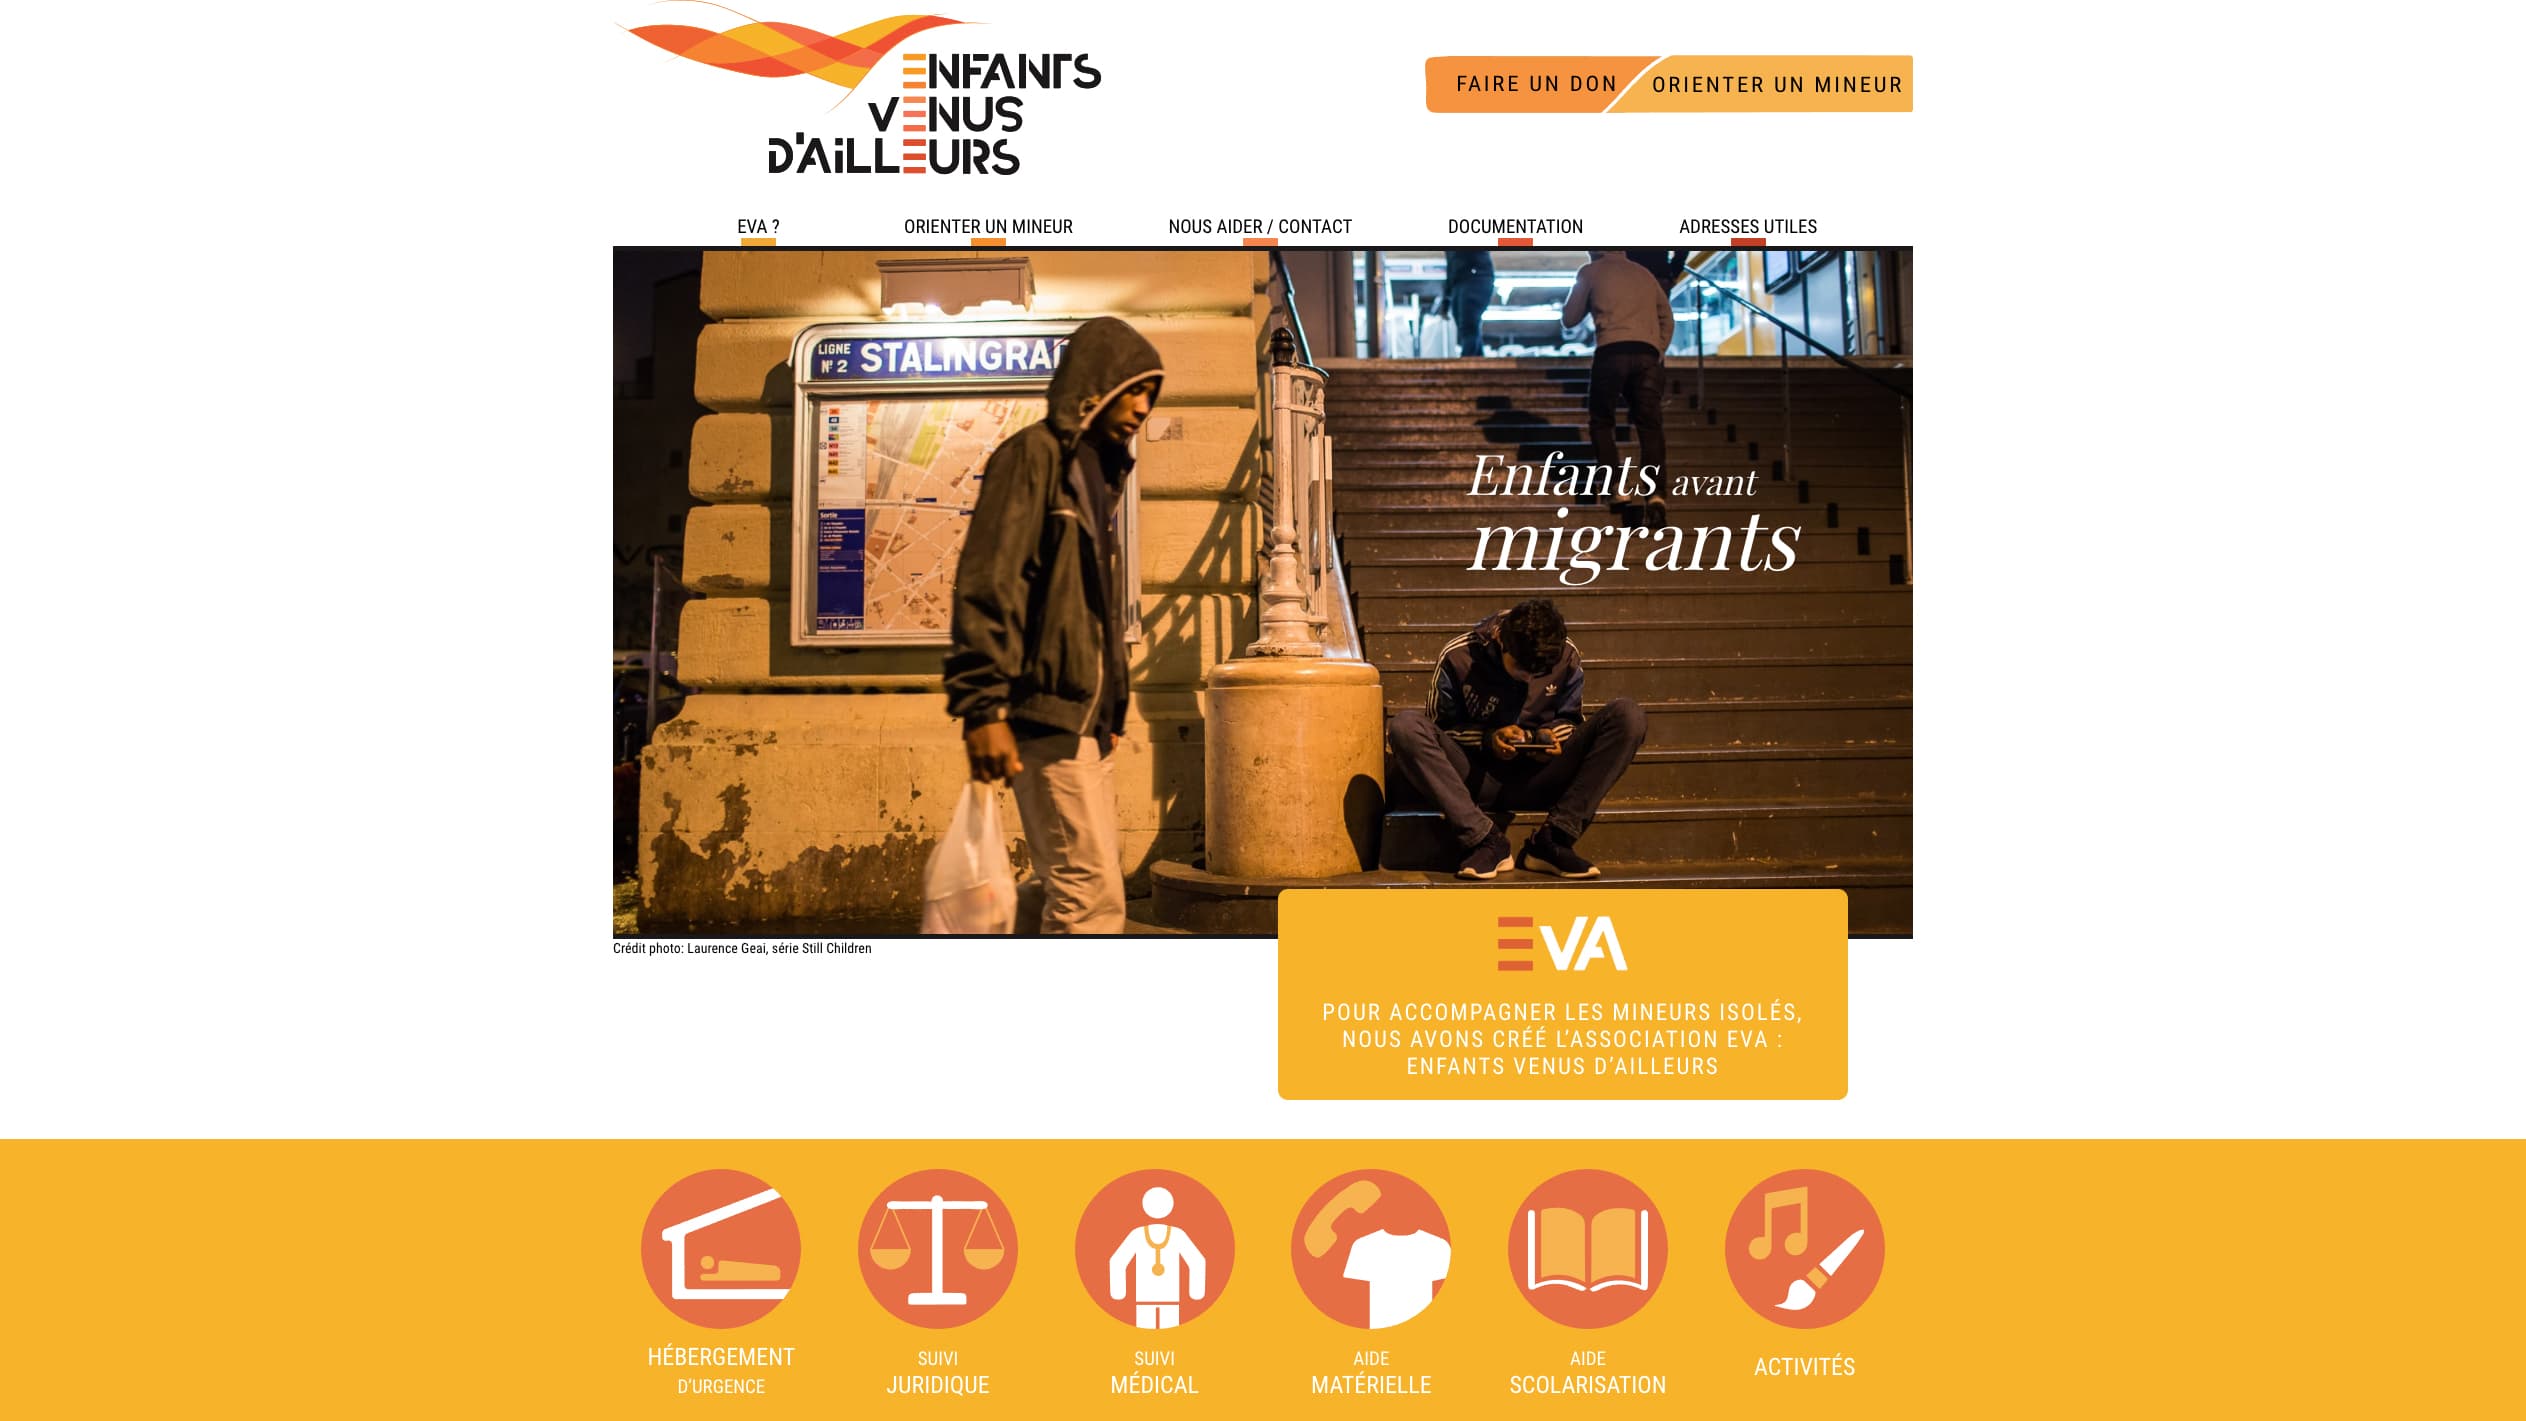 ENFANTS
VENUS
D'AiLLEURS
FAIRE UN DON
ORIENTER UN MINEUR
EVA ?
ORIENTER UN MINEUR
NOUS AIDER / CONTACT
DOCUMENTATION
ADRESSES UTILES
LIGNE
Nº 2
STALINGRA
Sortie
Enfants avant
migrants
Crédit photo: Laurence Geai, série Still Children
EVA
POUR ACCOMPAGNER LES MINEURS ISOLÉS,
NOUS AVONS CRÉÉ L’ASSOCIATION EVA :
ENFANTS VENUS D’AILLEURS
HÉBERGEMENT
D’URGENCE
SUIVI
JURIDIQUE
SUIVI
MÉDICAL
AIDE
MATÉRIELLE
AIDE
SCOLARISATION
ACTIVITÉS